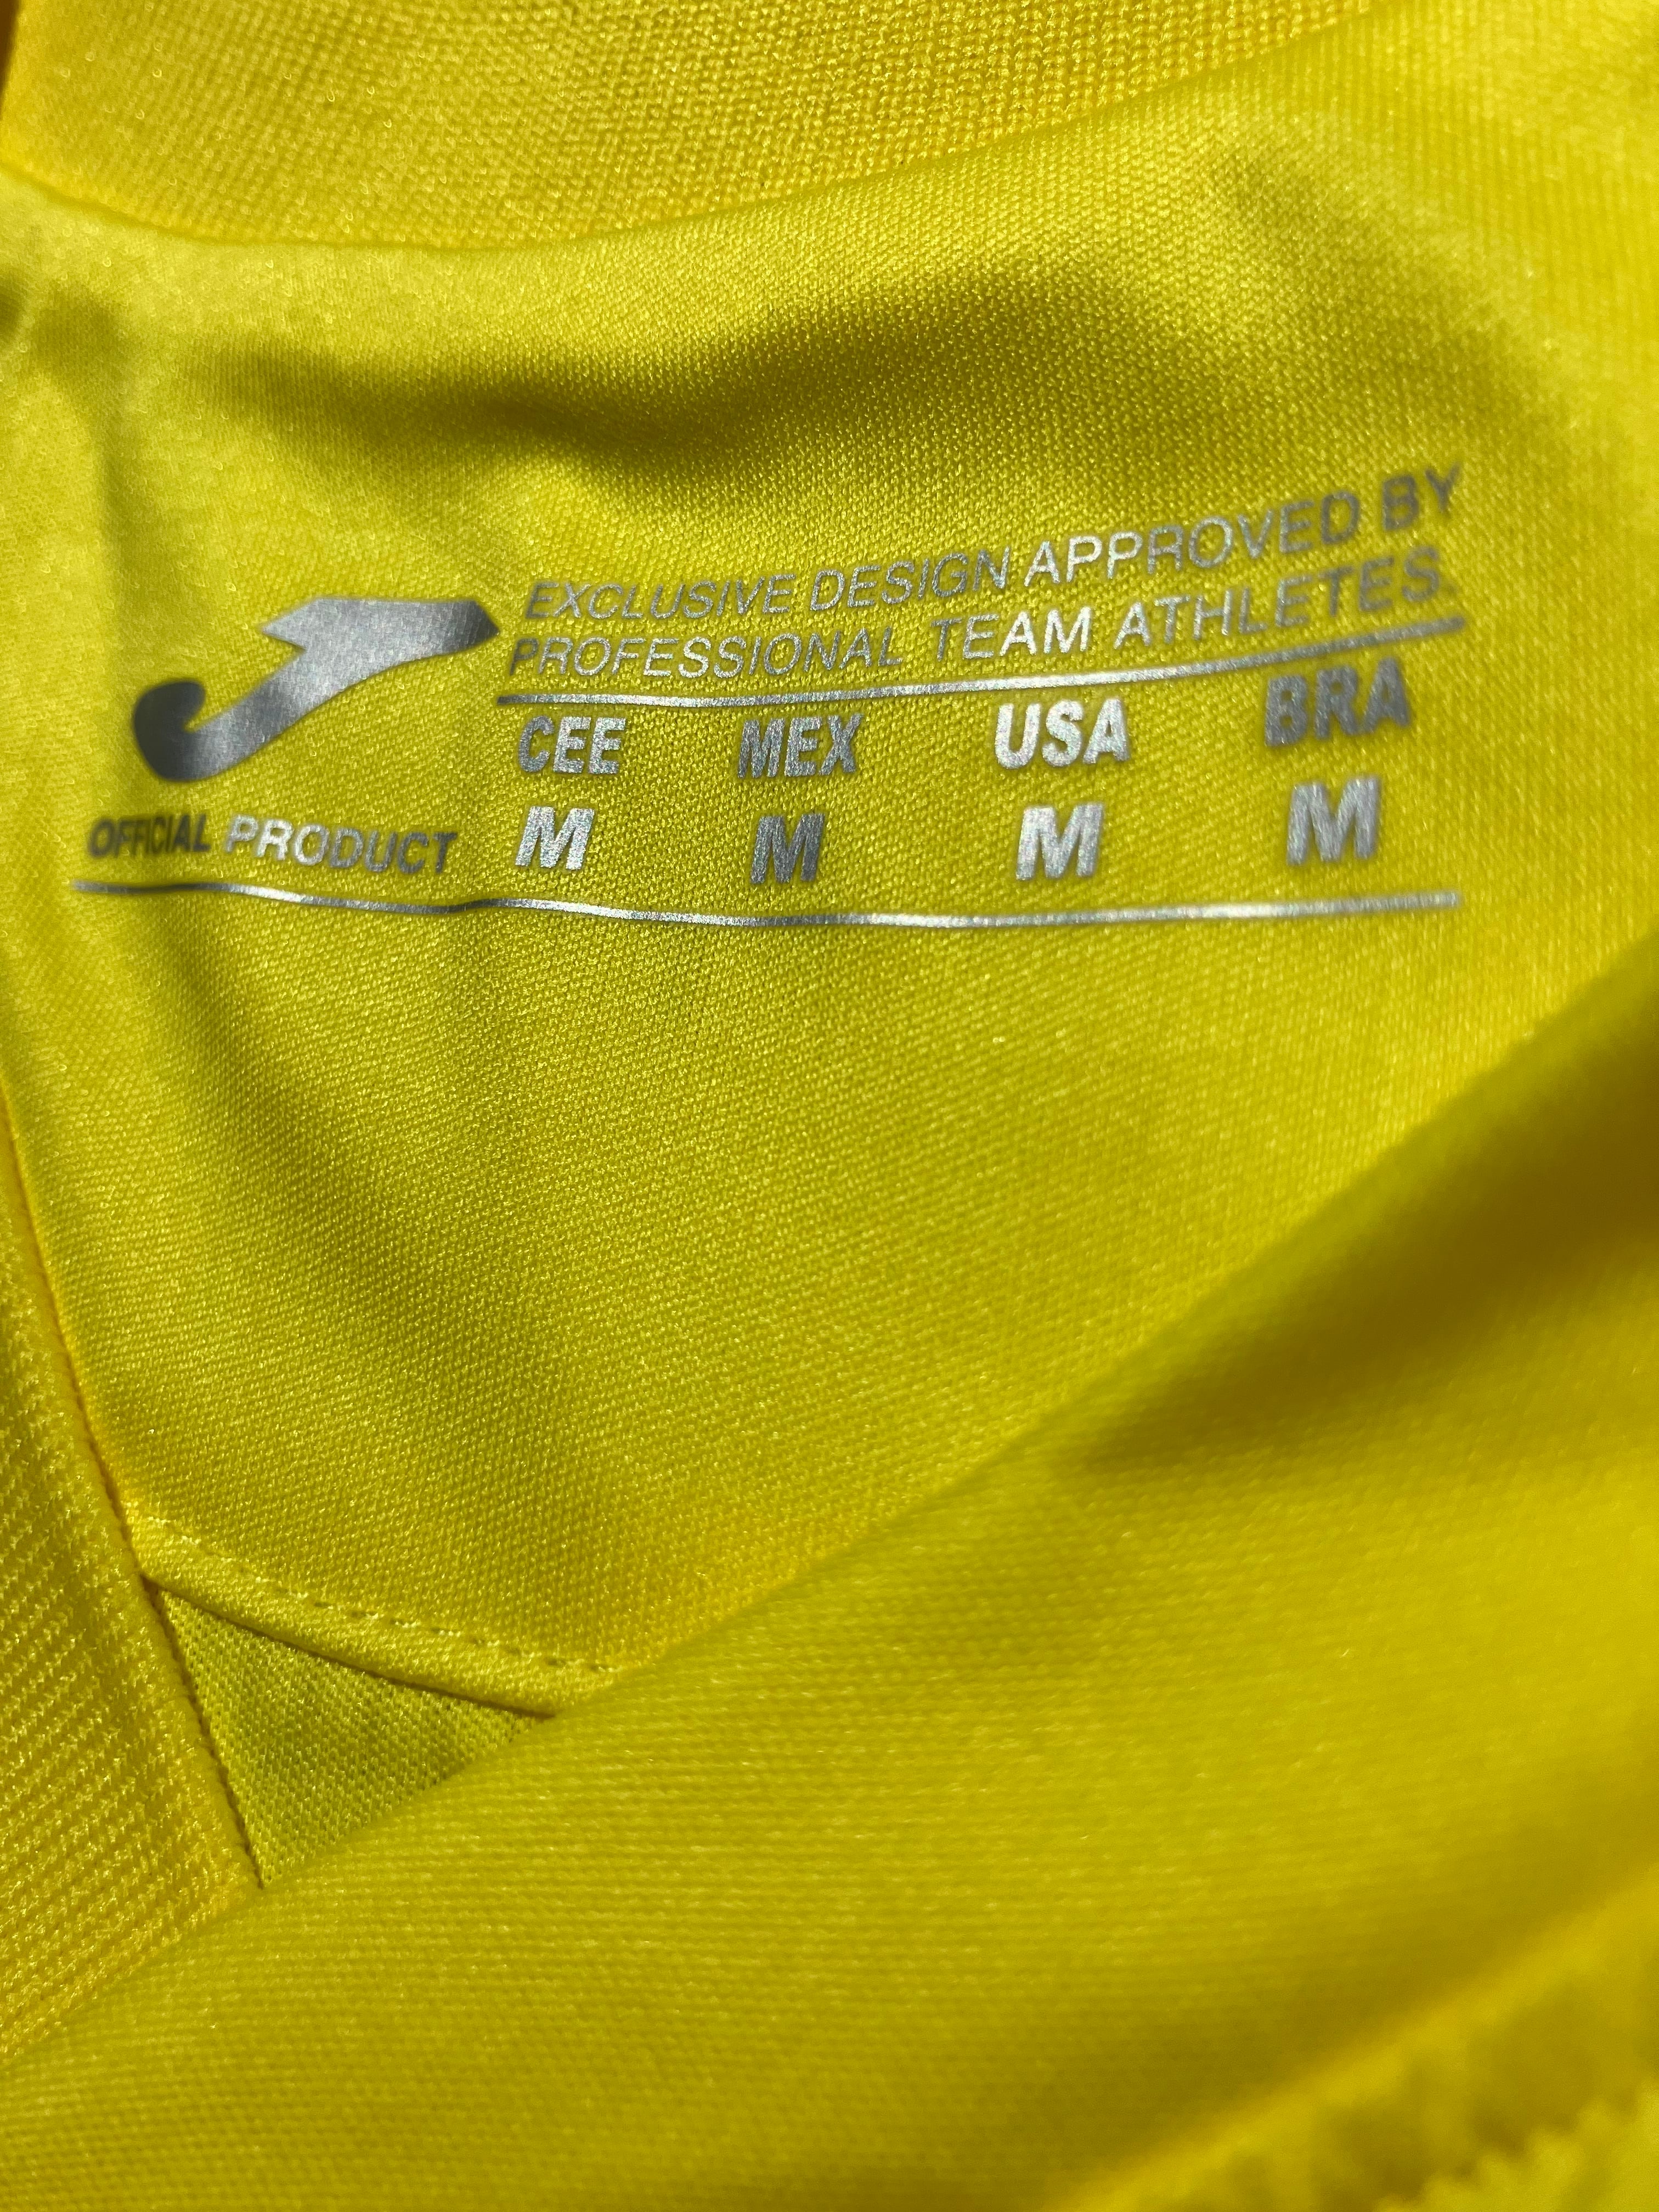 EXCLUSIVE DESIGN APPROVED BY
PROFESSIONAL TEAM ATHLETES.
CEE MEX USA BRA
OFFICIAL PRODUCT M M M M